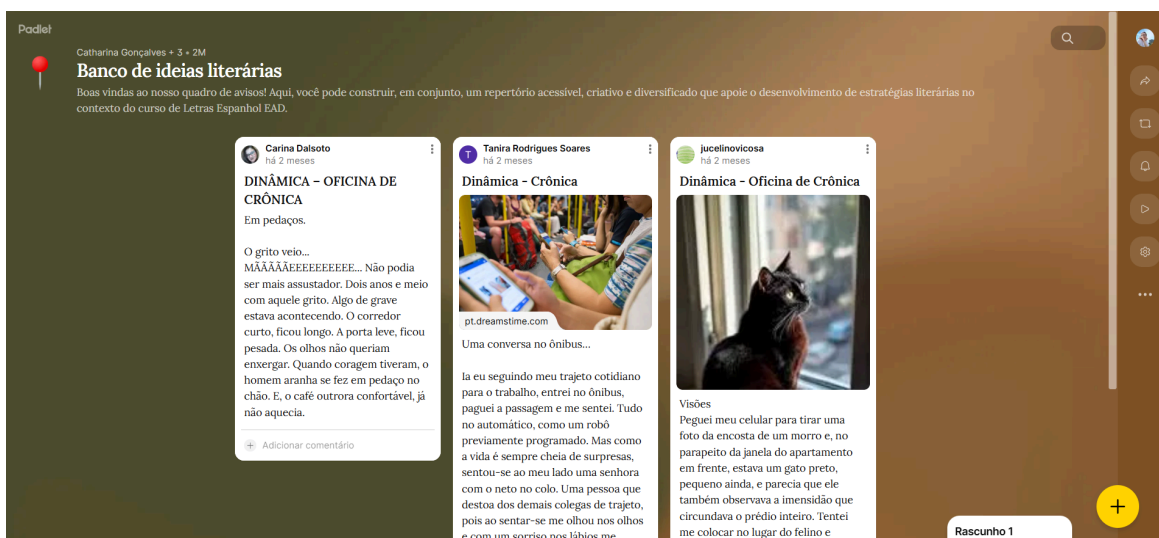 Padlet
Catharina Gonçalves + 3 • 2M
Banco de ideias literárias
Boas vindas ao nosso quadro de avisos! Aqui, você pode construir, em conjunto, um repertório acessível, criativo e diversificado que apoie o desenvolvimento de estratégias literárias no
contexto do curso de Letras Espanhol EAD.
Carina Dalsoto
há 2 meses
DINÂMICA – OFICINA DE
CRÔNICA
Em pedaços.
O grito veio...
MÃÃÃÃÃEEEEEEEEEE... Não podia
ser mais assustador. Dois anos e meio
com aquele grito. Algo de grave
estava acontecendo. O corredor
curto, ficou longo. A porta leve, ficou
pesada. Os olhos não queriam
enxergar. Quando coragem tiveram, o
homem aranha se fez em pedaço no
chão. E, o café outrora confortável, já
não aquecia.
Adicionar comentário
T
Tanira Rodrigues Soares
há 2 meses
Dinâmica - Crônica
pt.dreamstime.com
Uma conversa no ônibus...
Ia eu seguindo meu trajeto cotidiano
para o trabalho, entrei no ônibus,
paguei a passagem e me sentei. Tudo
no automático, como um robô
previamente programado. Mas como
a vida é sempre cheia de surpresas,
sentou-se ao meu lado uma senhora
com o neto no colo. Uma pessoa que
destoa dos demais colegas de trajeto,
pois ao sentar-se me olhou nos olhos
e com um sorriso nos lábios me
jucelinovicosa
há 2 meses
Dinâmica - Oficina de Crônica
Visões
Peguei meu celular para tirar uma
foto da encosta de um morro e, no
parapeito da janela do apartamento
em frente, estava um gato preto,
pequeno ainda, e parecia que ele
também observava a imensidão que
circundava o prédio inteiro. Tentei
me colocar no lugar do felino e
Rascunho 1